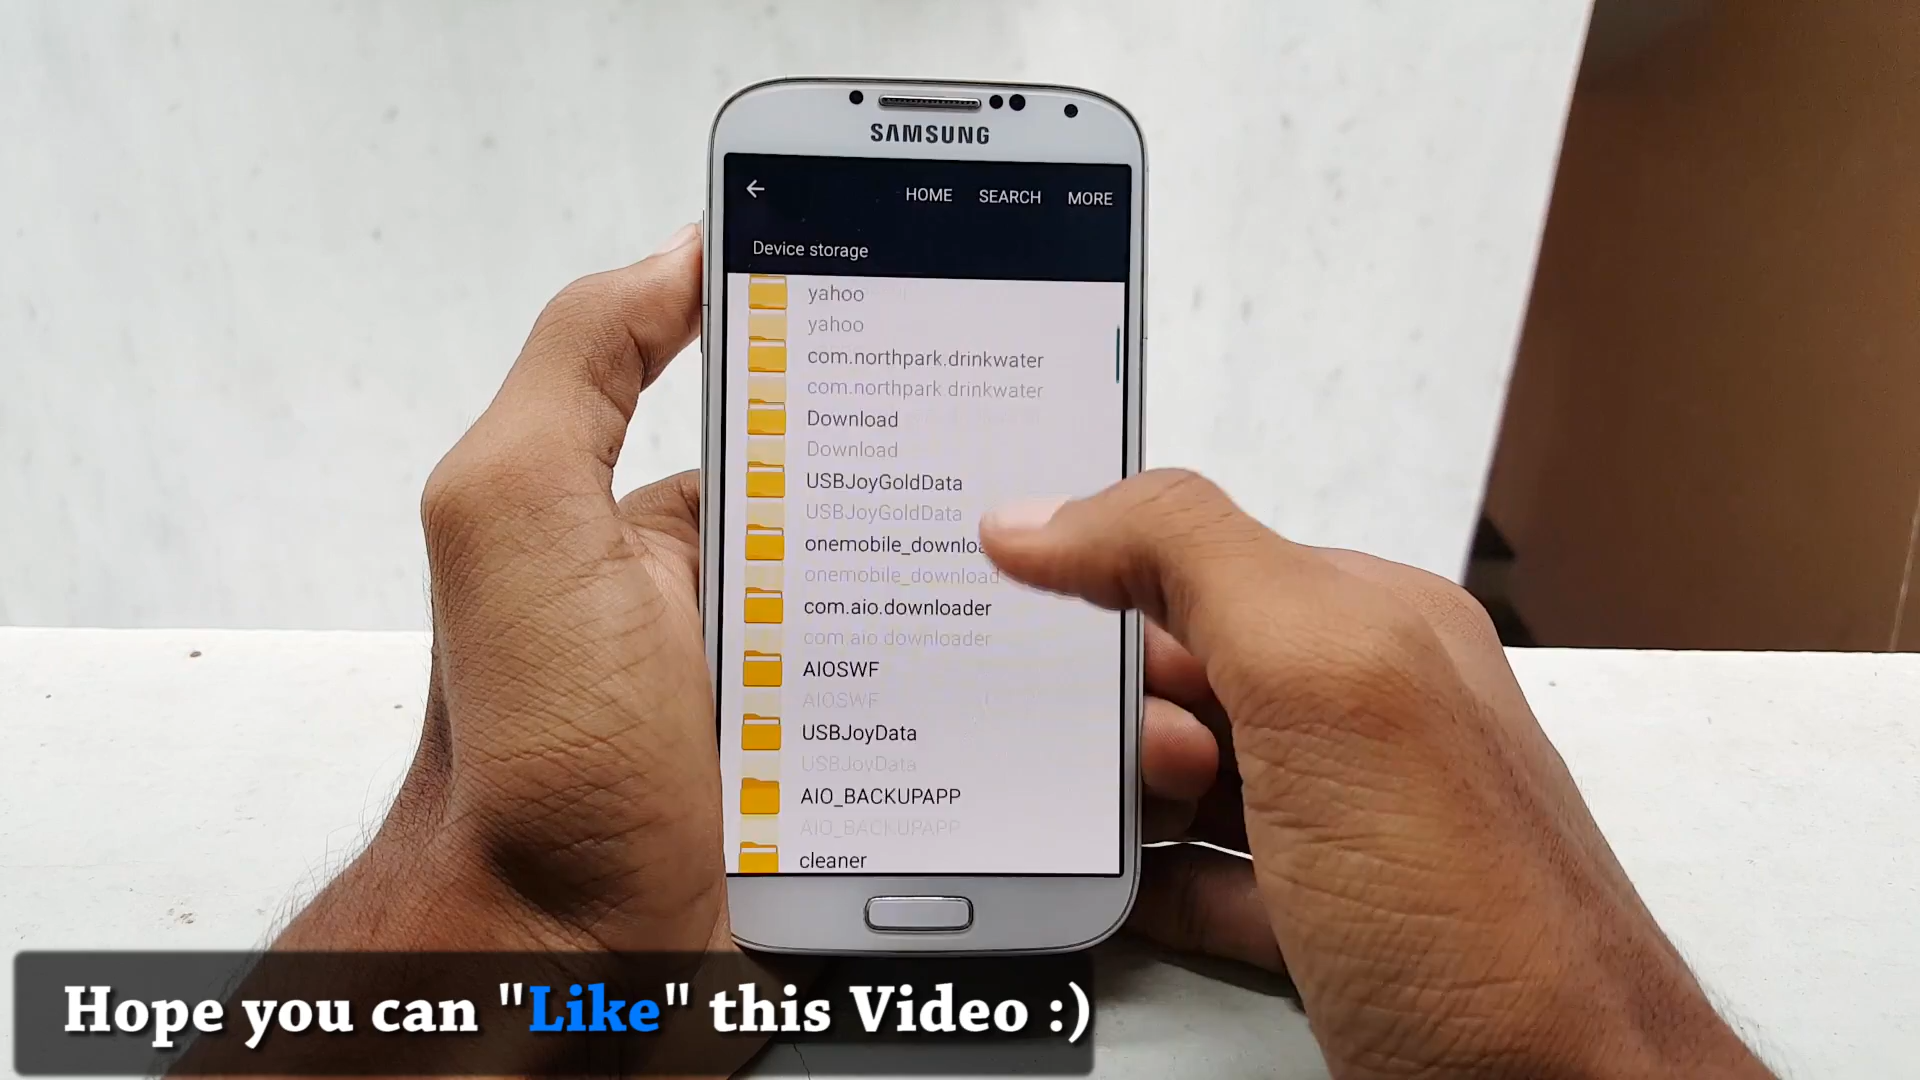 SAMSUNG
HOME SEARCH MORE
Device storage
yahoo
yahoo
com.northpark.drinkwater
com.northpark.drinkwater
Download
Download
USBJoyGoldData
USBJoyGoldData
onemobile_downloa
onemobile_download
com.aio.downloader
com.aio.downloader
AIOSWF
AIOSWF
USBJoyData
USBJoyData
AIO_BACKUPAPP
AIO_BACKUPAPP
cleaner
Hope you can "Like" this Video :)